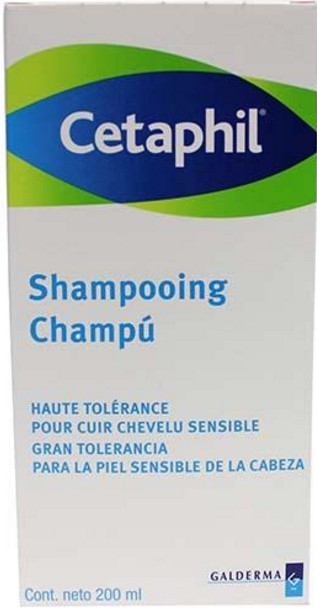 Cetaphil®
Shampooing
Champú
HAUTE TOLÉRANCE
POUR CUIR CHEVELU SENSIBLE
GRAN TOLERANCIA
PARA LA PIEL SENSIBLE DE LA CABEZA
GALDERMA
Cont. neto 200 ml